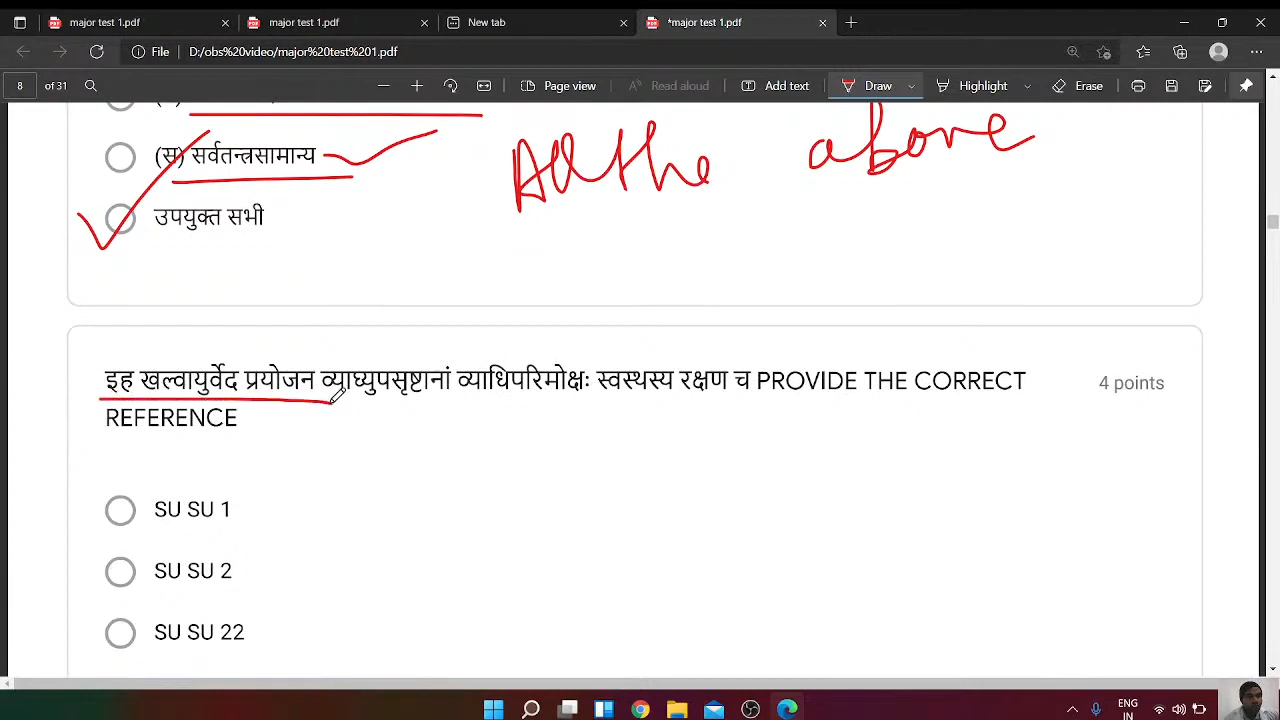 major test 1.pdf
major test 1.pdf
New tab
*major test 1.pdf
File D:/obs%20video/major%20test%201.pdf
8 of 31 Page view Read aloud Add text Draw Highlight Erase
(स) सर्वतन्त्रसामान्य
All the above
उपयुक्त सभी
इह खल्वायुर्वेद प्रयोजन व्याघ्युपसृष्टानां व्याधिपरिमोक्षः स्वस्थस्य रक्षण च PROVIDE THE CORRECT
REFERENCE
4 points
SU SU 1
SU SU 2
SU SU 22
ENG
IN